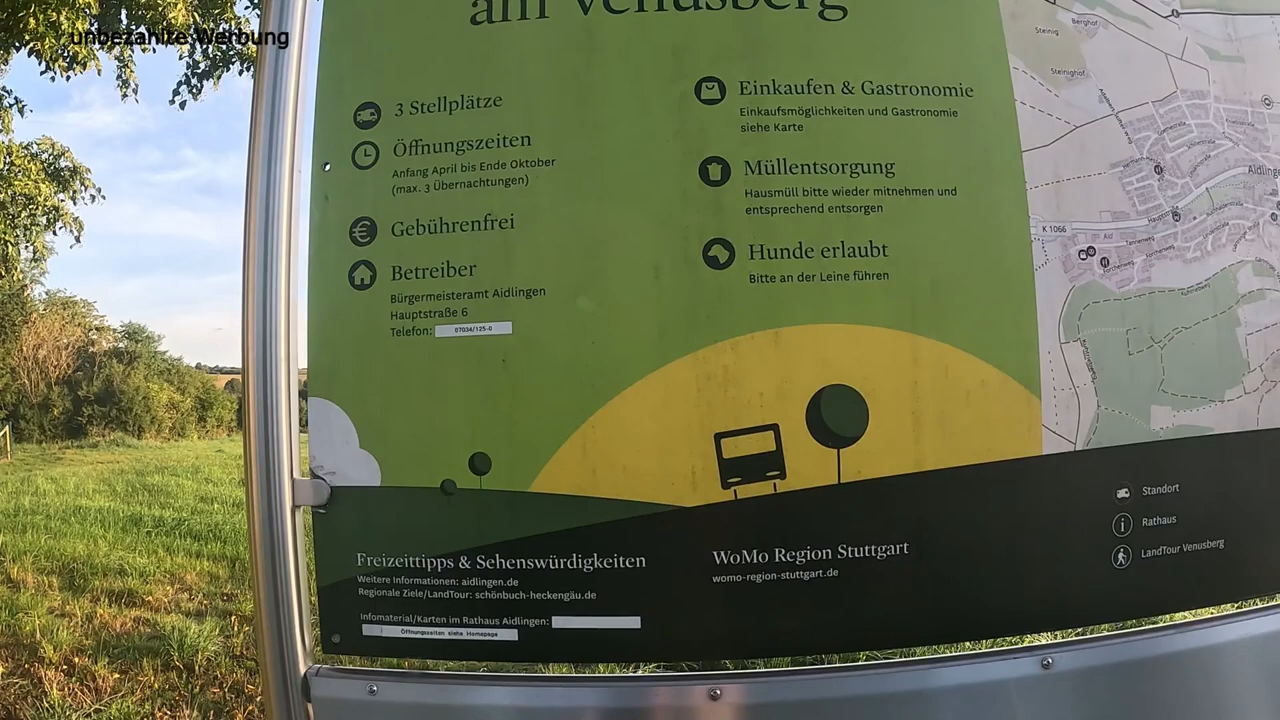 unbezahlte Werbung
am Venusberg
3 Stellplätze
Öffnungszeiten
Anfang April bis Ende Oktober
(max. 3 Übernachtungen)
Gebührenfrei
Betreiber
Bürgermeisteramt Aidlingen
Hauptstraße 6
Telefon: 07034/125-0
Einkaufen & Gastronomie
Einkaufsmöglichkeiten und Gastronomie
siehe Karte
Müllentsorgung
Hausmüll bitte wieder mitnehmen und
entsprechend entsorgen
Hunde erlaubt
Bitte an der Leine führen
Steinig
Berghof
Steinighof
Aidlinge
K 1066
Aid
Freizeittipps & Sehenswürdigkeiten
Weitere Informationen: aidlingen.de
Regionale Ziele/LandTour: schönbuch-heckengäu.de
Infomaterial/Karten im Rathaus Aidlingen:
Öffnungszeiten siehe Homepage
WoMo Region Stuttgart
womo-region-stuttgart.de
Standort
Rathaus
LandTour Venusberg